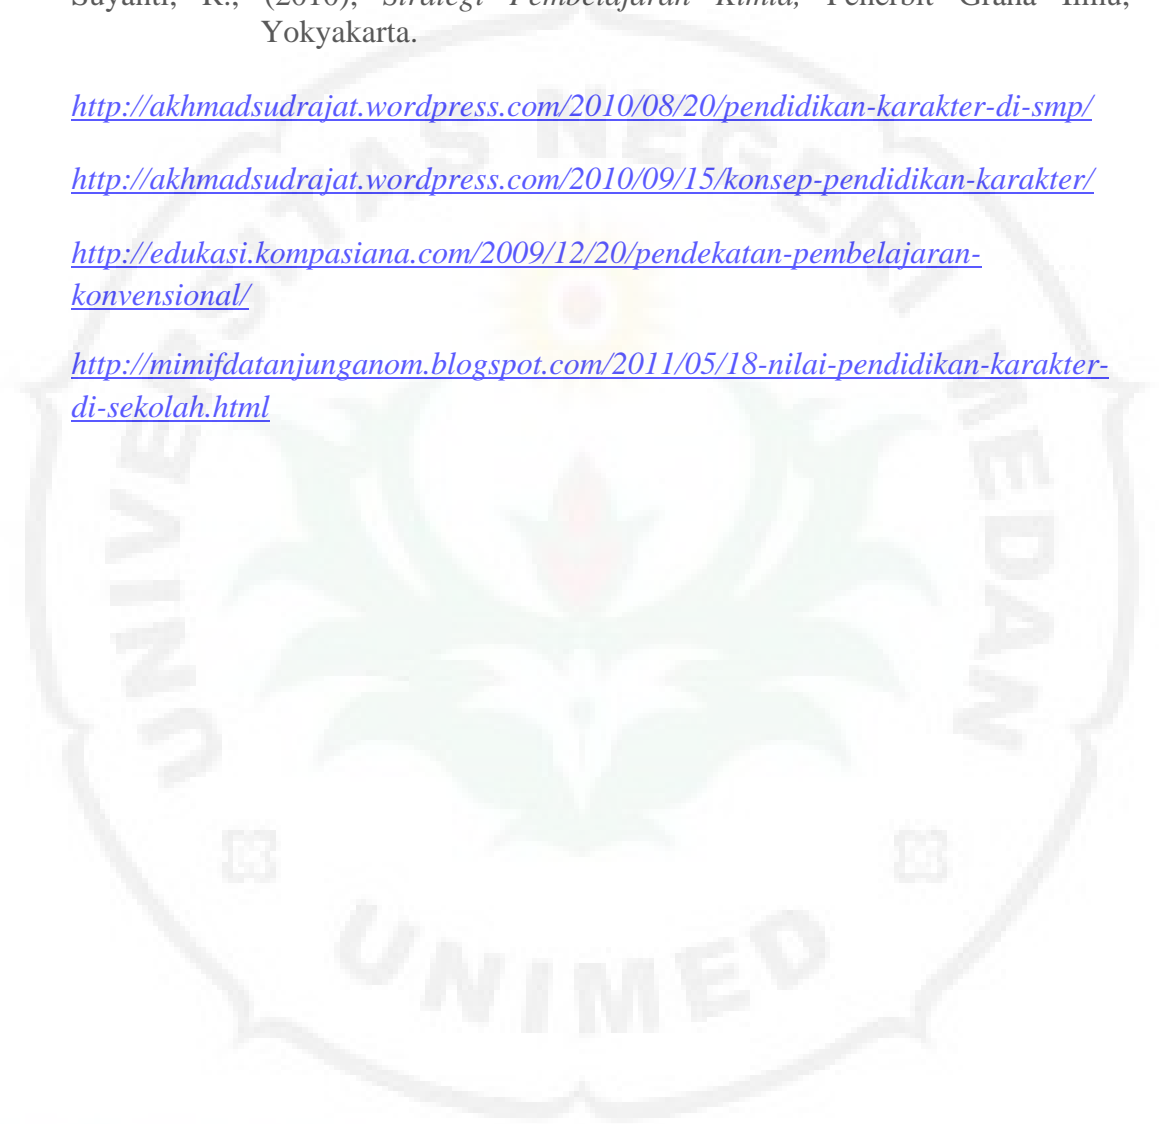 Suyanti, R., (2010), Strategi Pembelajaran Kimia, Penerbit Graha Ilmu,
Yokyakarta.
http://akhmadsudrajat.wordpress.com/2010/08/20/pendidikan-karakter-di-smp/
http://akhmadsudrajat.wordpress.com/2010/09/15/konsep-pendidikan-karakter/
http://edukasi.kompasiana.com/2009/12/20/pendekatan-pembelajaran-
konvensional/
http://mimifdatanjunganom.blogspot.com/2011/05/18-nilai-pendidikan-karakter-
di-sekolah.html
UNIVERSITAS NEGERI MEDAN
UNIMED